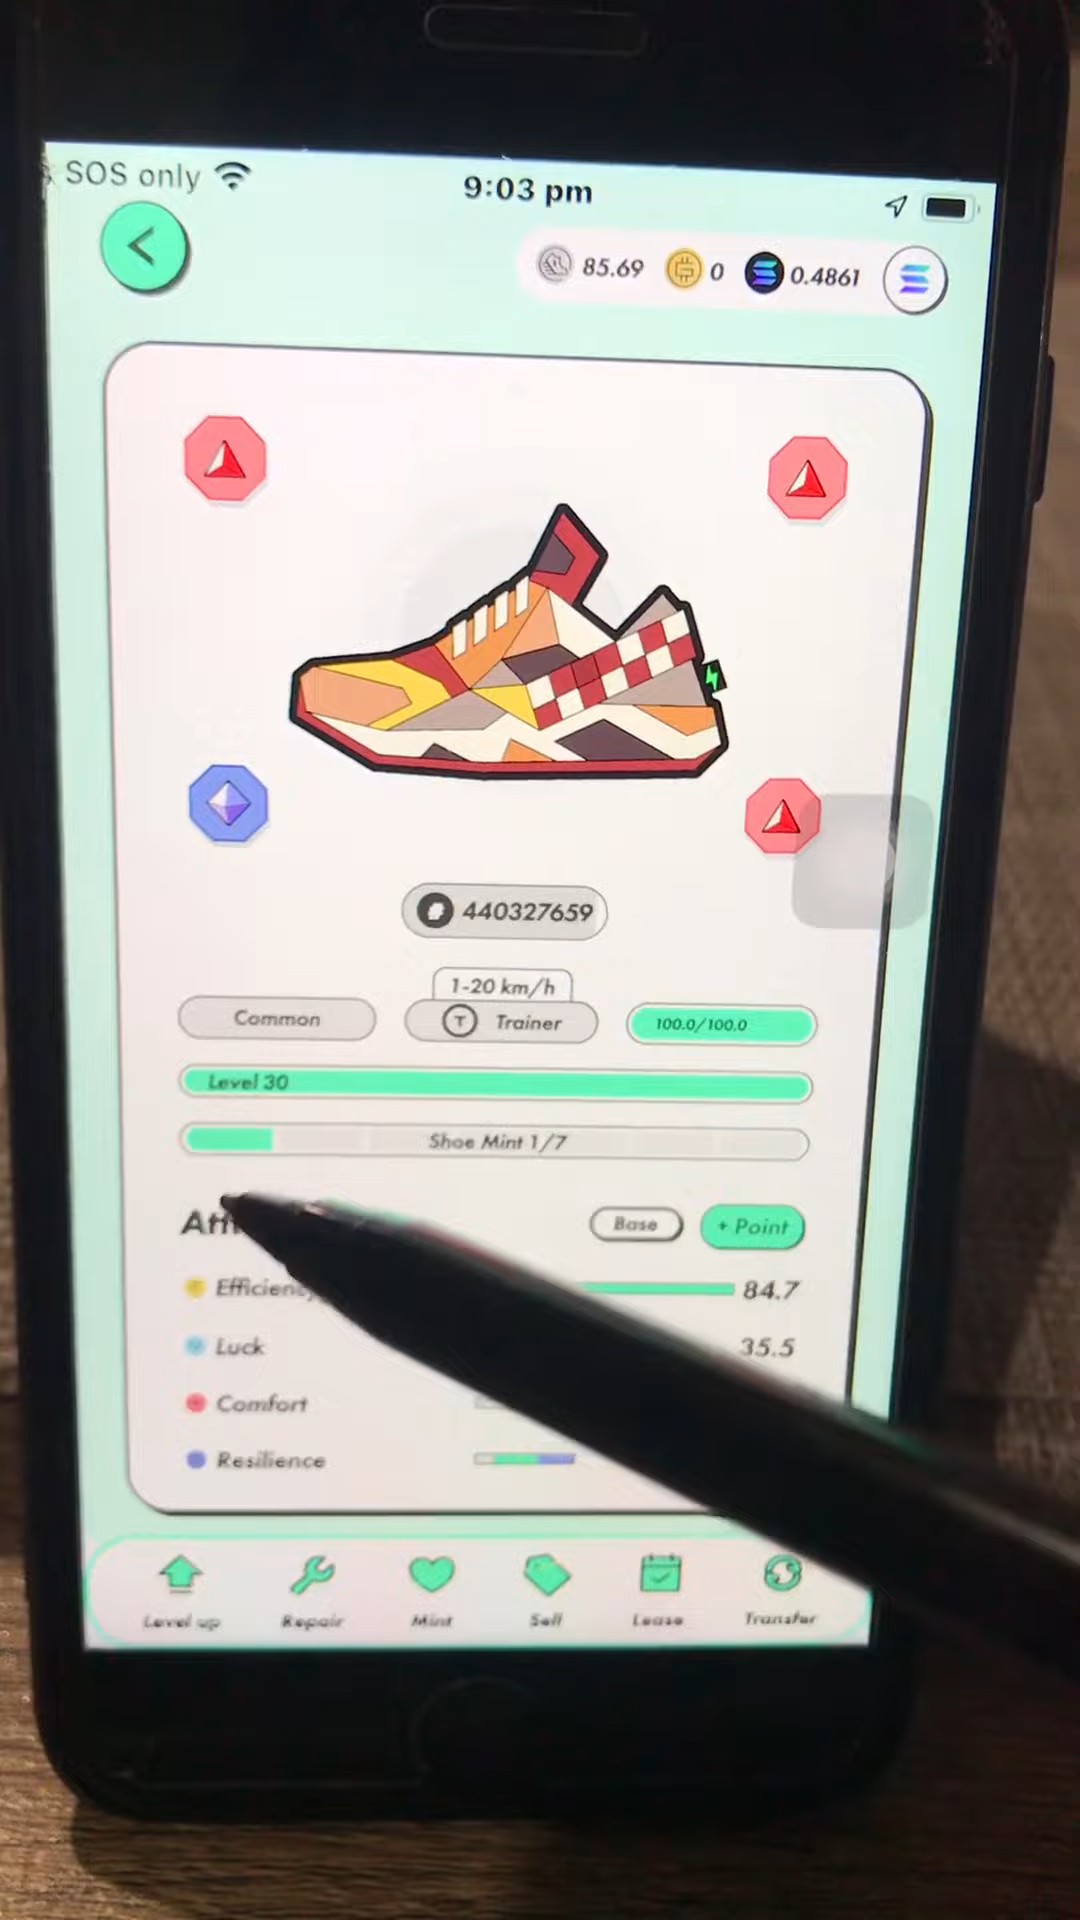 SOS only
9:03 pm
85.69 0 0.4861
440327659
1-20 km/h
Common T Trainer 100.0/100.0
Level 30
Shoe Mint 1/7
Base + Point
Efficiency 84.7
Luck 35.5
Comfort
Resilience
Level up Repair Mint Sell Lease Transfer